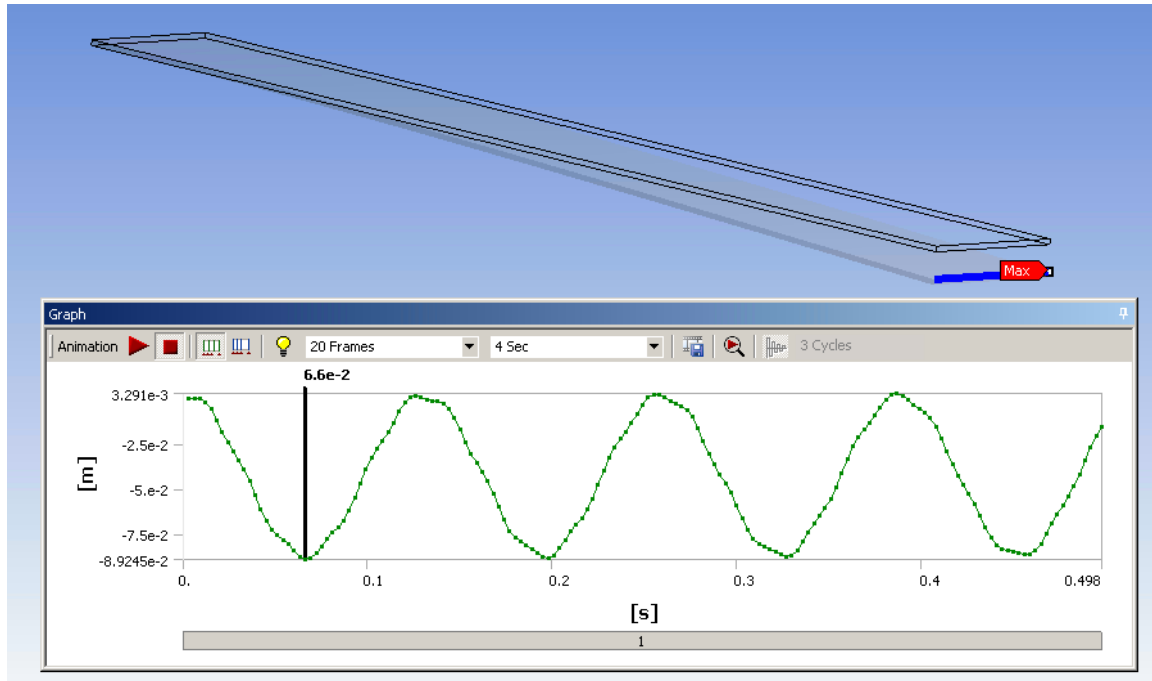 Max
Graph
Animation 20 Frames 4 Sec 3 Cycles
6.6e-2
3.291e-3
-2.5e-2
-5.e-2
-7.5e-2
-8.9245e-2
[m]
0. 0.1 0.2 0.3 0.4 0.498
[s]
1